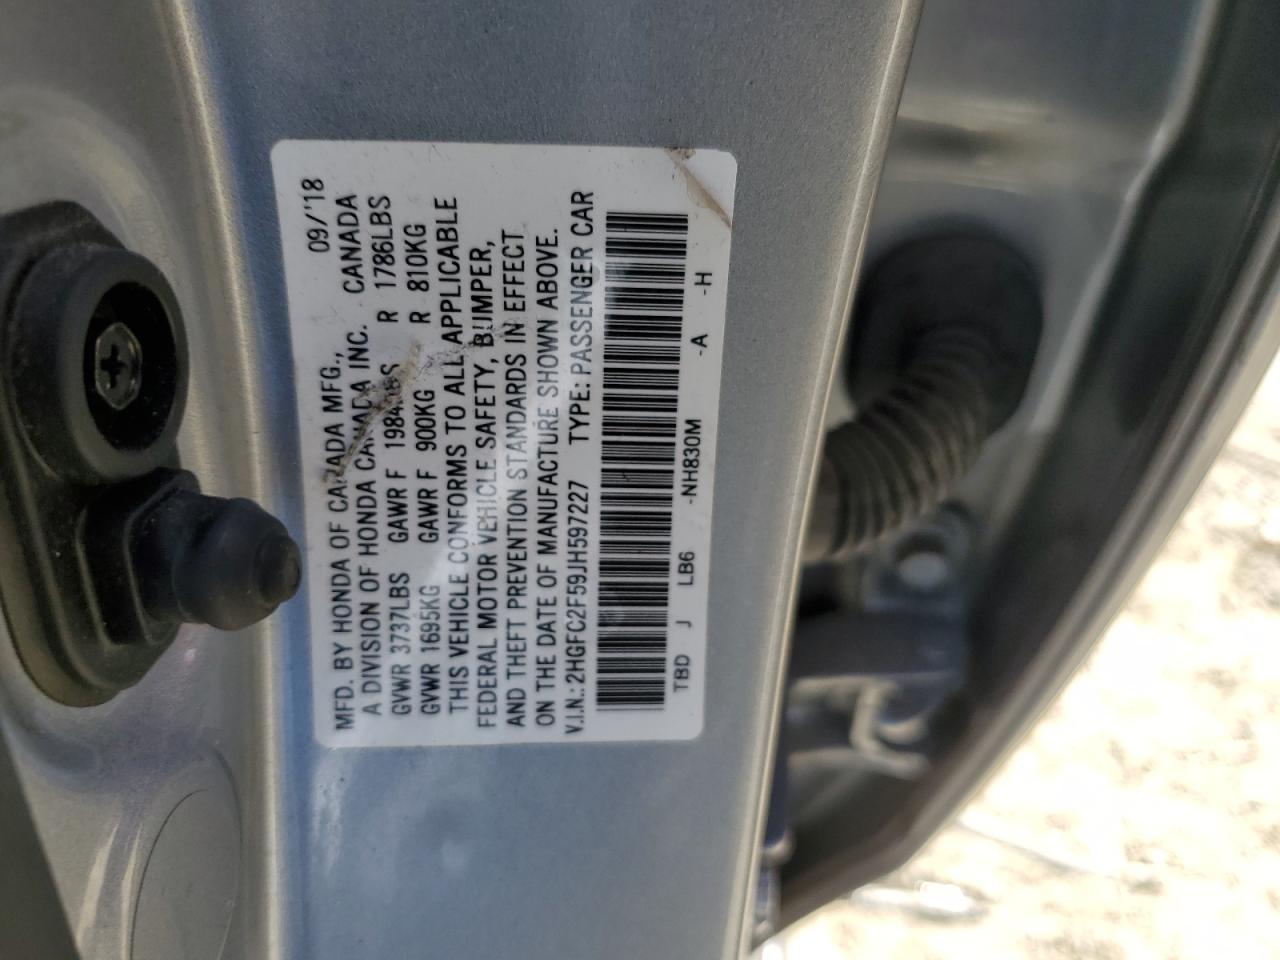 09/'18
MFD. BY HONDA OF CANADA MFG.,
A DIVISION OF HONDA CANADA INC. CANADA
GVWR 3737LBS GAWR F 1984LBS R 1786LBS
GVWR 1695KG GAWR F 900KG R 810KG
THIS VEHICLE CONFORMS TO ALL APPLICABLE
FEDERAL MOTOR VEHICLE SAFETY, BUMPER,
AND THEFT PREVENTION STANDARDS IN EFFECT
ON THE DATE OF MANUFACTURE SHOWN ABOVE.
V.I.N.: 2HGFC2F59JH597227 TYPE: PASSENGER CAR
TBD J LB6 -NH830M -A -H